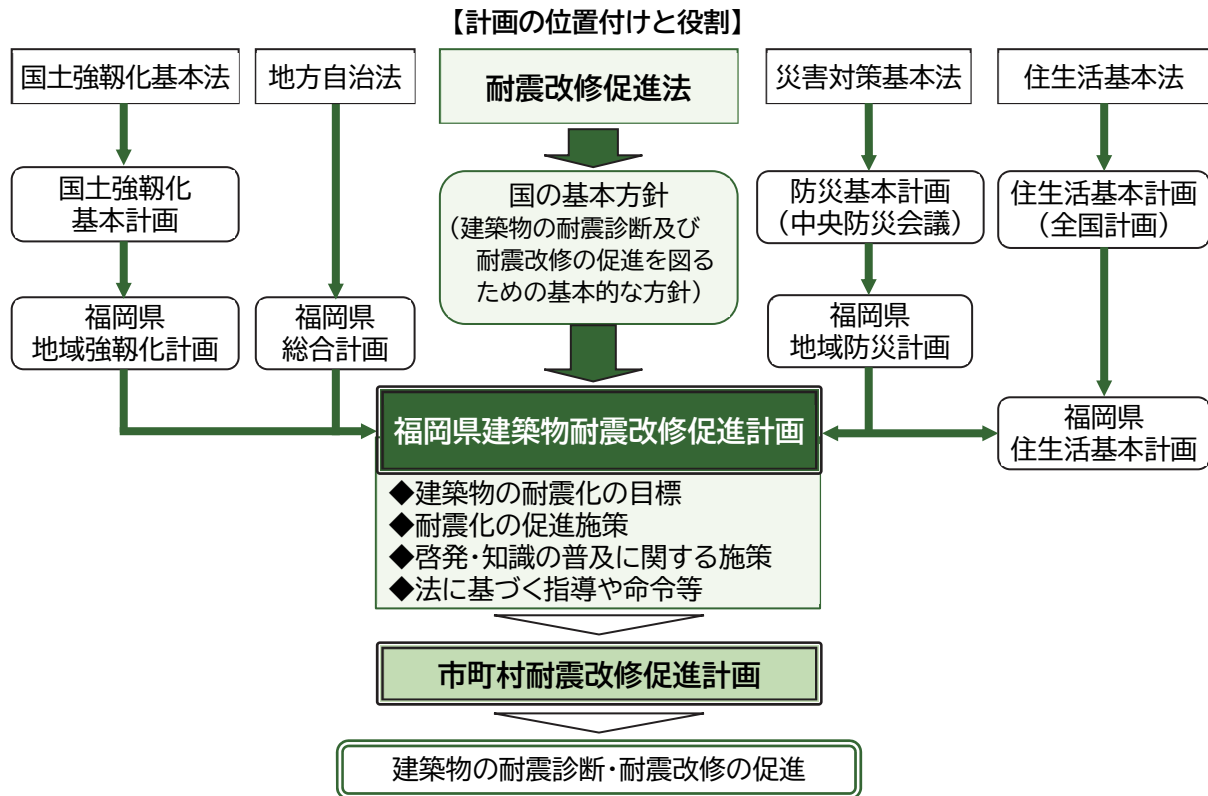 【計画の位置付けと役割】
国土強靱化基本法
地方自治法
耐震改修促進法
災害対策基本法
住生活基本法
国土強靱化
基本計画
国の基本方針
（建築物の耐震診断及び
耐震改修の促進を図る
ための基本的な方針）
防災基本計画
（中央防災会議）
住生活基本計画
（全国計画）
福岡県
地域強靱化計画
福岡県
総合計画
福岡県
地域防災計画
福岡県
住生活基本計画
福岡県建築物耐震改修促進計画
◆建築物の耐震化の目標
◆耐震化の促進施策
◆啓発・知識の普及に関する施策
◆法に基づく指導や命令等
市町村耐震改修促進計画
建築物の耐震診断・耐震改修の促進